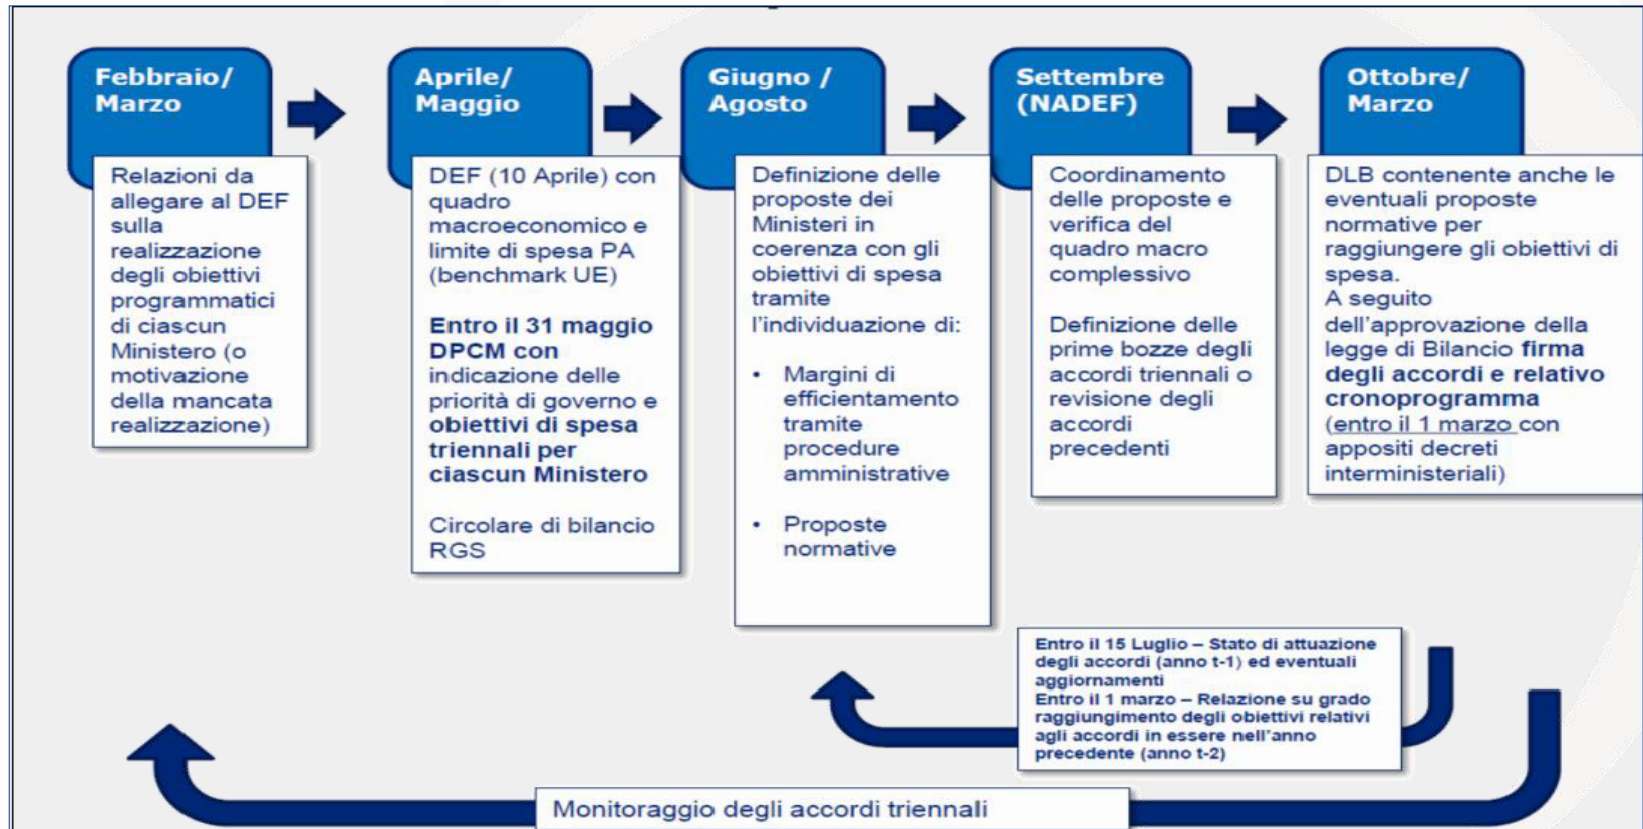 Febbraio/
Marzo
Relazioni da
allegare al DEF
sulla
realizzazione
degli obiettivi
programmatici
di ciascun
Ministero (o
motivazione
della mancata
realizzazione)
Aprile/
Maggio
DEF (10 Aprile) con
quadro
macroeconomico e
limite di spesa PA
(benchmark UE)
Entro il 31 maggio
DPCM con
indicazione delle
priorità di governo e
obiettivi di spesa
triennali per
ciascun Ministero
Circolare di bilancio
RGS
Giugno /
Agosto
Definizione delle
proposte dei
Ministeri in
coerenza con gli
obiettivi di spesa
tramite
l'individuazione di:
• Margini di
efficientamento
tramite
procedure
amministrative
• Proposte
normative
Settembre
(NADEF)
Coordinamento
delle proposte e
verifica del
quadro macro
complessivo
Definizione delle
prime bozze degli
accordi triennali o
revisione degli
accordi
precedenti
Ottobre/
Marzo
DLB contenente anche le
eventuali proposte
normative per
raggiungere gli obiettivi di
spesa.
A seguito
dell'approvazione della
legge di Bilancio firma
degli accordi e relativo
cronoprogramma
(entro il 1 marzo con
appositi decreti
interministeriali)
Entro il 15 Luglio – Stato di attuazione
degli accordi (anno t-1) ed eventuali
aggiornamenti
Entro il 1 marzo – Relazione su grado
raggiungimento degli obiettivi relativi
agli accordi in essere nell'anno
precedente (anno t-2)
Monitoraggio degli accordi triennali